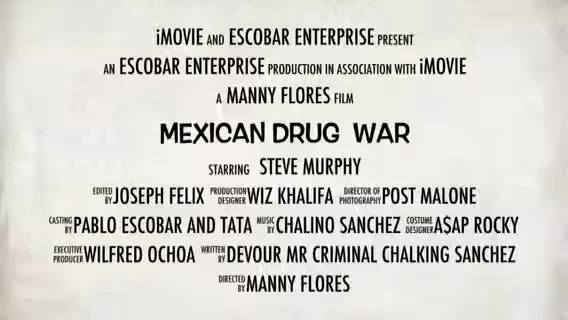 iMOVIE AND ESCOBAR ENTERPRISE PRESENT
AN ESCOBAR ENTERPRISE PRODUCTION IN ASSOCIATION WITH iMOVIE
A MANNY FLORES FILM
MEXICAN DRUG WAR
STARRING STEVE MURPHY
EDITED BY JOSEPH FELIX PRODUCTION DESIGNER WIZ KHALIFA DIRECTOR OF PHOTOGRAPHY POST MALONE
CASTING BY PABLO ESCOBAR AND TATA MUSIC BY CHALINO SANCHEZ COSTUME DESIGNER A$AP ROCKY
EXECUTIVE PRODUCER WILFRED OCHOA WRITTEN BY DEVOUR MR CRIMINAL CHALKING SANCHEZ
DIRECTED BY MANNY FLORES